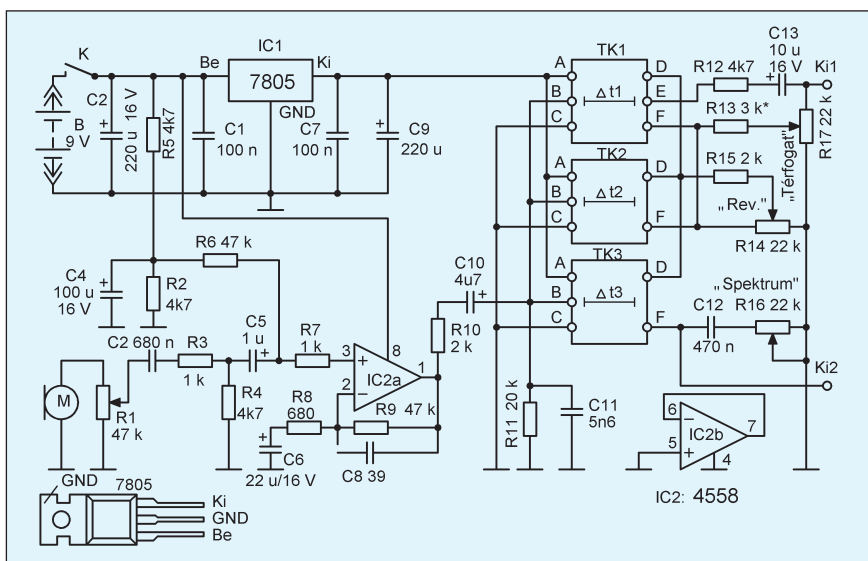 K
C2
220 u 16 V
B
9 V
R5 4k7
Be
IC1
7805
Ki
GND
C1
100 n
C7
100 n
C9
220 u
TK1
A
B
C
Δ t1
D
E
F
TK2
A
B
C
Δ t2
D
F
TK3
A
B
C
Δ t3
D
F
R12 4k7
C13
10 u
16 V
Ki1
R13 3 k*
R17 22 k
„Térfogat"
R15 2 k
„Rev."
R14 22 k
„Spektrum"
C12
470 n
R16 22 k
Ki2
R6 47 k
C4
100 u
16 V
R2
4k7
C2 680 n
R3
1 k
C5
1 u
R7
1 k
R4
4k7
M
R1
47 k
3
+
2
–
8
1
IC2a
C10
4u7
R10
2 k
R8
680
R9 47 k
C6
22 u/16 V
C8 39
R11 20 k
C11
5n6
6
–
5
+
7
4
IC2b
IC2: 4558
GND
7805
Ki
GND
Be